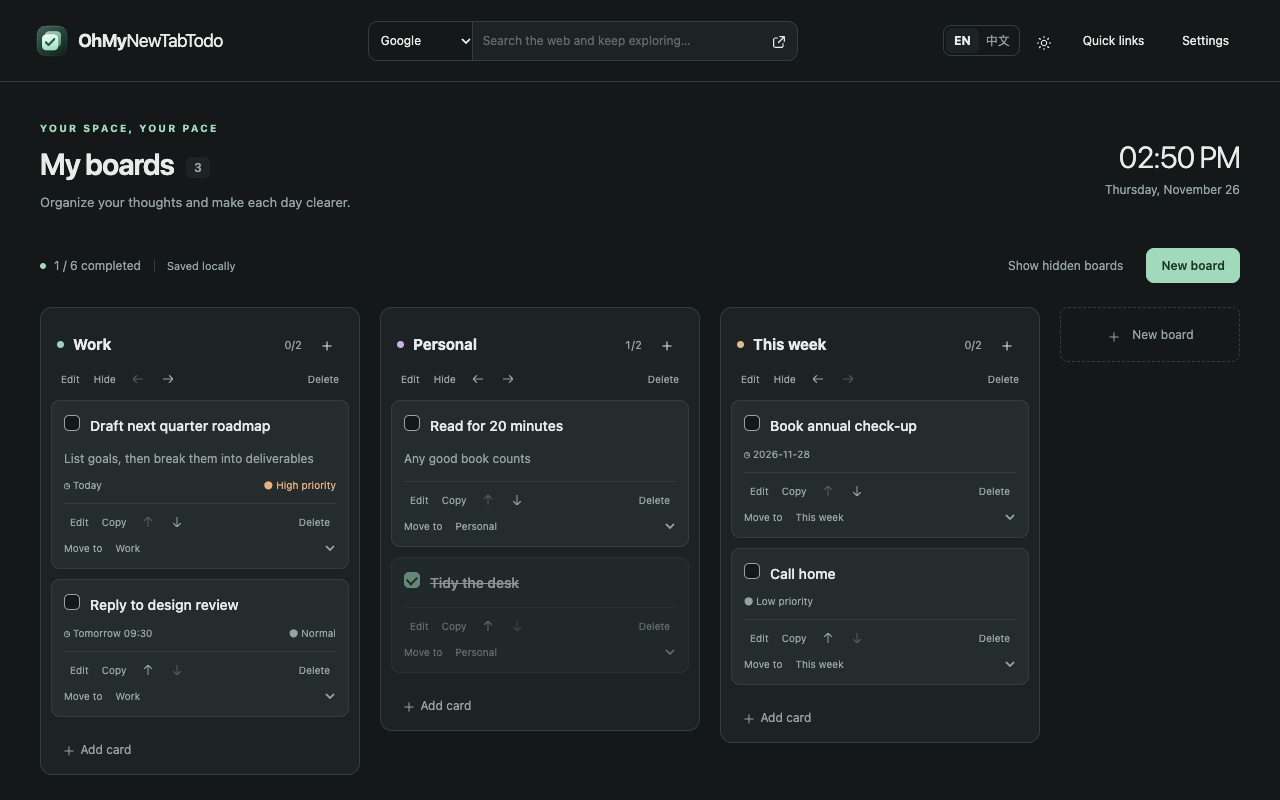 OhMyNewTabTodo
Google
Search the web and keep exploring...
EN 中文
Quick links
Settings
YOUR SPACE, YOUR PACE
My boards 3
Organize your thoughts and make each day clearer.
02:50 PM
Thursday, November 26
1 / 6 completed
Saved locally
Show hidden boards
New board
Work 0/2 +
Edit Hide ← → Delete
Draft next quarter roadmap
List goals, then break them into deliverables
Today High priority
Edit Copy ↑ ↓ Delete
Move to Work
Reply to design review
Tomorrow 09:30 Normal
Edit Copy ↑ ↓ Delete
Move to Work
+ Add card
Personal 1/2 +
Edit Hide ← → Delete
Read for 20 minutes
Any good book counts
Edit Copy ↑ ↓ Delete
Move to Personal
Tidy the desk
Edit Copy ↑ ↓ Delete
Move to Personal
+ Add card
This week 0/2 +
Edit Hide ← → Delete
Book annual check-up
2026-11-28
Edit Copy ↑ ↓ Delete
Move to This week
Call home
Low priority
Edit Copy ↑ ↓ Delete
Move to This week
+ Add card
+ New board